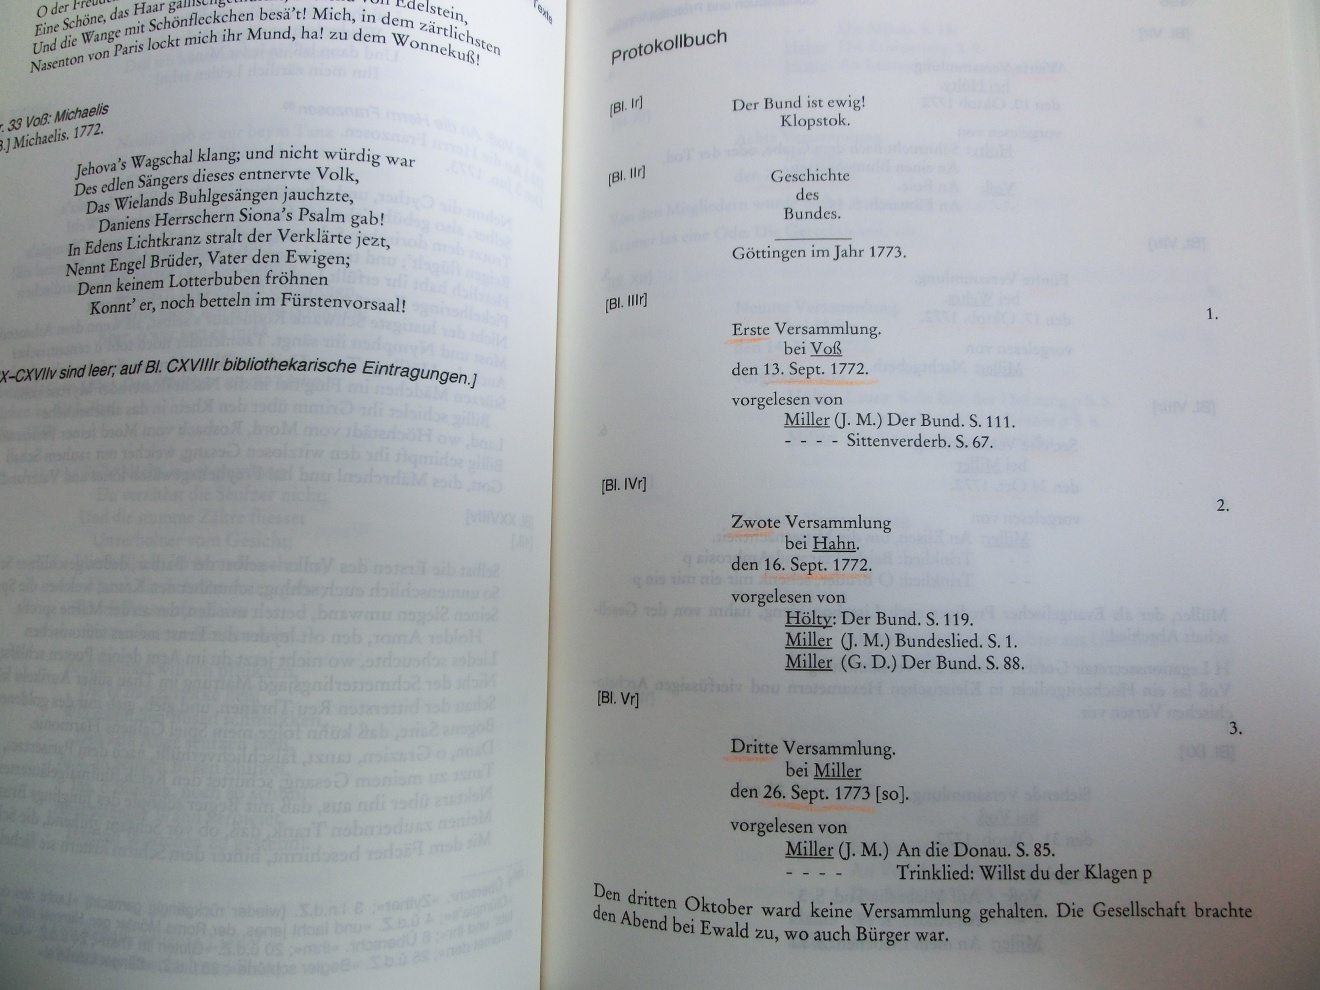 O der
Eine Schöne, das Haar von Edelstein,
Und die Wange mit Schönfleckchen besä't! Mich, in dem zärtlichsten
Nasenton von Paris lockt mich ihr Mund, ha! zu dem Wonnekuß!
Texte
33 Voß: Michaelis
Michaelis. 1772.
Jehova's Wagschal klang; und nicht würdig war
Des edlen Sängers dieses entnervte Volk,
Das Wielands Buhlgesängen jauchzte,
Daniens Herrschern Siona's Psalm gab!
In Edens Lichtkranz stralt der Verklärte jezt,
Nennt Engel Brüder, Vater den Ewigen;
Denn keinem Lotterbuben fröhnen
Konnt' er, noch betteln im Fürstenvorsaal!
X–CXVIIv sind leer; auf Bl. CXVIIIr bibliothekarische Eintragungen.]
Protokollbuch
[Bl. Ir]
Der Bund ist ewig!
Klopstok.
[Bl. IIr]
Geschichte
des
Bundes.
Göttingen im Jahr 1773.
[Bl. IIIr]
1.
Erste Versammlung.
bei Voß
den 13. Sept. 1772.
vorgelesen von
Miller (J. M.) Der Bund. S. 111.
- - - - Sittenverderb. S. 67.
[Bl. IVr]
2.
Zwote Versammlung
bei Hahn.
den 16. Sept. 1772.
vorgelesen von
Hölty: Der Bund. S. 119.
Miller (J. M.) Bundeslied. S. 1.
Miller (G. D.) Der Bund. S. 88.
[Bl. Vr]
3.
Dritte Versammlung.
bei Miller
den 26. Sept. 1773 [so].
vorgelesen von
Miller (J. M.) An die Donau. S. 85.
- - - - Trinklied: Willst du der Klagen p
Den dritten Oktober ward keine Versammlung gehalten. Die Gesellschaft brachte
den Abend bei Ewald zu, wo auch Bürger war.